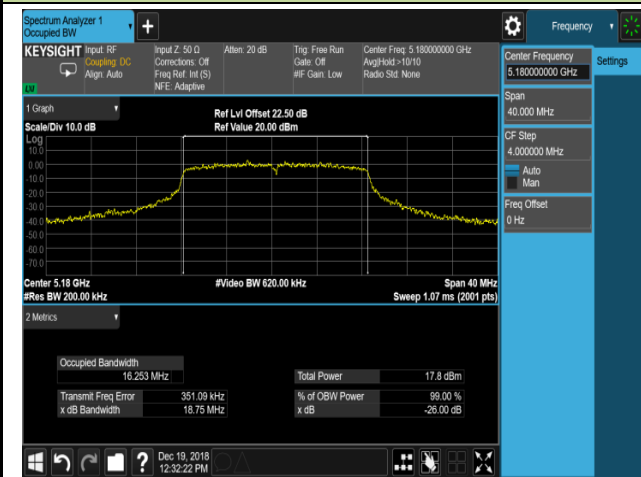 Spectrum Analyzer 1
Occupied BW
+
Frequency
KEYSIGHT
Input: RF
Coupling: DC
Align: Auto
Input Z: 50 Ω
Corrections: Off
Freq Ref: Int (S)
NFE: Adaptive
Atten: 20 dB
Trig: Free Run
Gate: Off
#IF Gain: Low
Center Freq: 5.180000000 GHz
Avg|Hold:>10/10
Radio Std: None
Center Frequency
5.180000000 GHz
Settings
Span
40.000 MHz
CF Step
4.000000 MHz
Auto
Man
Freq Offset
0 Hz
1 Graph
Scale/Div 10.0 dB
Ref Lvl Offset 22.50 dB
Ref Value 20.00 dBm
Log
10.0
0.00
-10.0
-20.0
-30.0
-40.0
-50.0
-60.0
-70.0
Center 5.18 GHz
#Video BW 620.00 kHz
Span 40 MHz
#Res BW 200.00 kHz
Sweep 1.07 ms (2001 pts)
2 Metrics
Occupied Bandwidth
16.253 MHz
Total Power 17.8 dBm
Transmit Freq Error 351.09 kHz
% of OBW Power 99.00 %
x dB Bandwidth 18.75 MHz
x dB -26.00 dB
?
Dec 19, 2018
12:32:22 PM